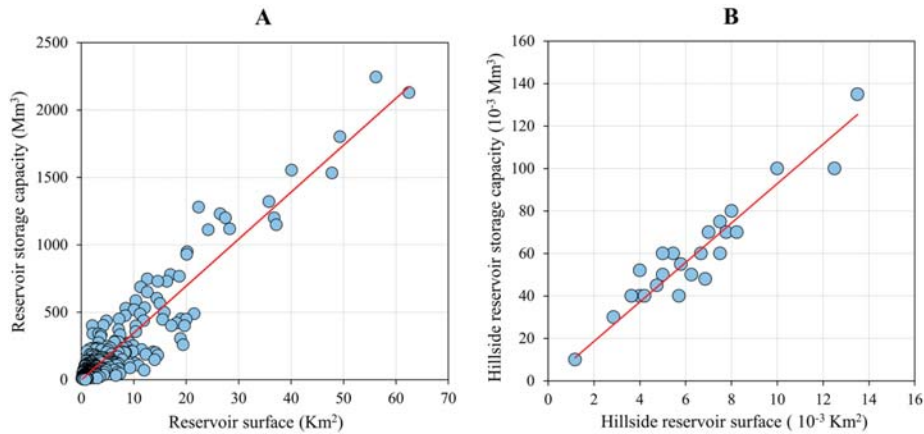 A
Reservoir storage capacity (Mm³)
2500
2000
1500
1000
500
0
0 10 20 30 40 50 60 70
Reservoir surface (Km²)
B
Hillside reservoir storage capacity (10⁻³ Mm³)
160
140
120
100
80
60
40
20
0
0 2 4 6 8 10 12 14 16
Hillside reservoir surface ( 10⁻³ Km²)